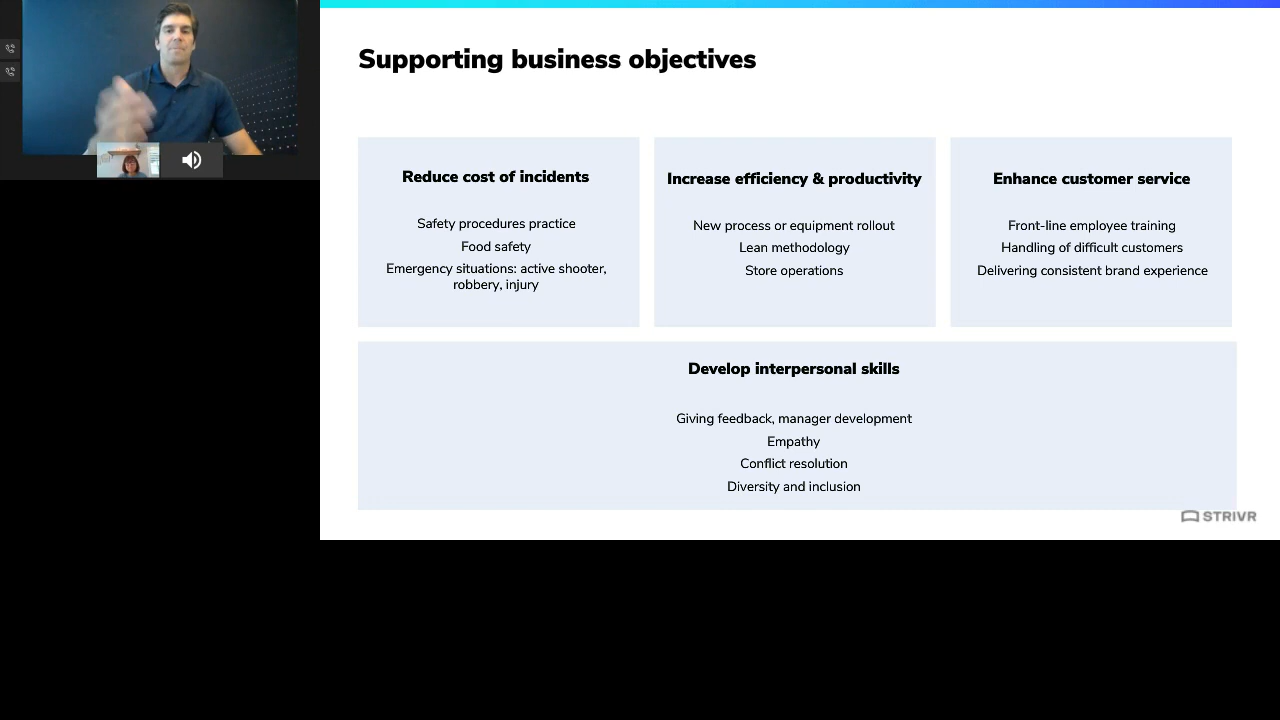 Supporting business objectives
Reduce cost of incidents
Safety procedures practice
Food safety
Emergency situations: active shooter,
robbery, injury
Increase efficiency & productivity
New process or equipment rollout
Lean methodology
Store operations
Enhance customer service
Front-line employee training
Handling of difficult customers
Delivering consistent brand experience
Develop interpersonal skills
Giving feedback, manager development
Empathy
Conflict resolution
Diversity and inclusion
STRIVR